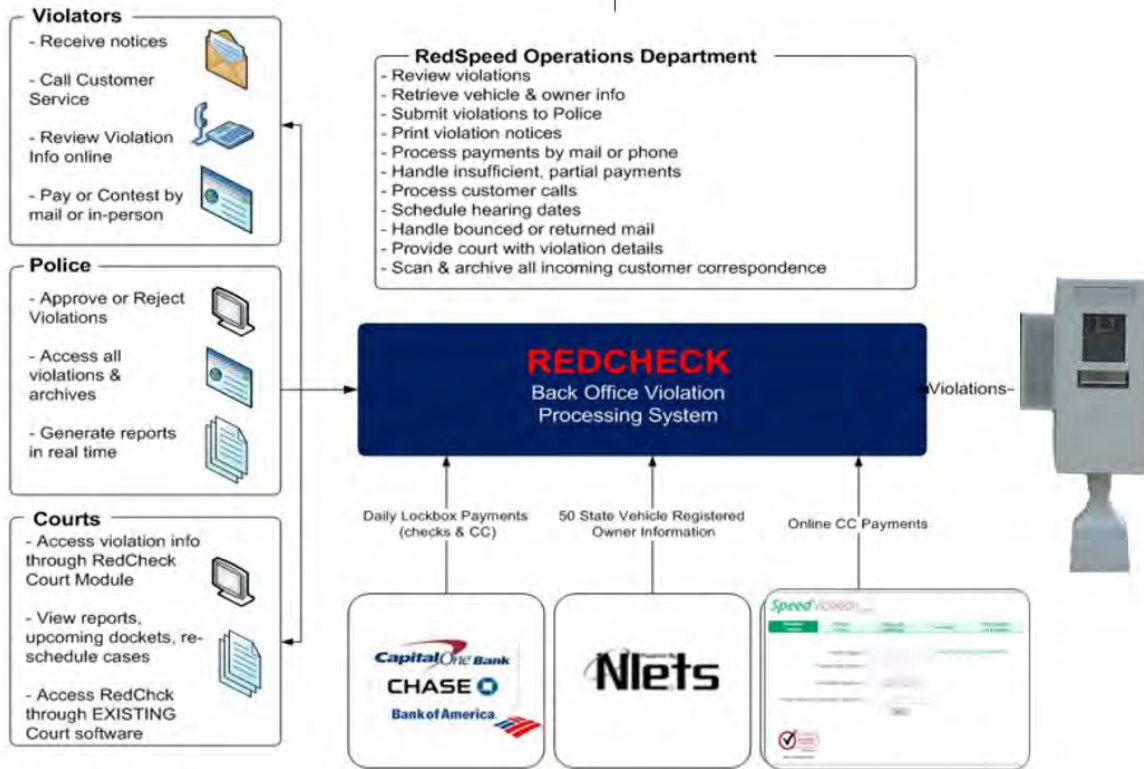 Violators
- Receive notices
- Call Customer
Service
- Review Violation
Info online
- Pay or Contest by
mail or in-person
RedSpeed Operations Department
- Review violations
- Retrieve vehicle & owner info
- Submit violations to Police
- Print violation notices
- Process payments by mail or phone
- Handle insufficient, partial payments
- Process customer calls
- Schedule hearing dates
- Handle bounced or returned mail
- Provide court with violation details
- Scan & archive all incoming customer correspondence
Police
- Approve or Reject
Violations
- Access all
violations &
archives
- Generate reports
in real time
REDCHECK
Back Office Violation
Processing System
Violations
Courts
- Access violation info
through RedCheck
Court Module
- View reports,
upcoming dockets, re-
schedule cases
- Access RedChck
through EXISTING
Court software
Daily Lockbox Payments
(checks & CC)
50 State Vehicle Registered
Owner Information
Online CC Payments
CapitalOne Bank
CHASE
Bank of America
Nlets
Speed